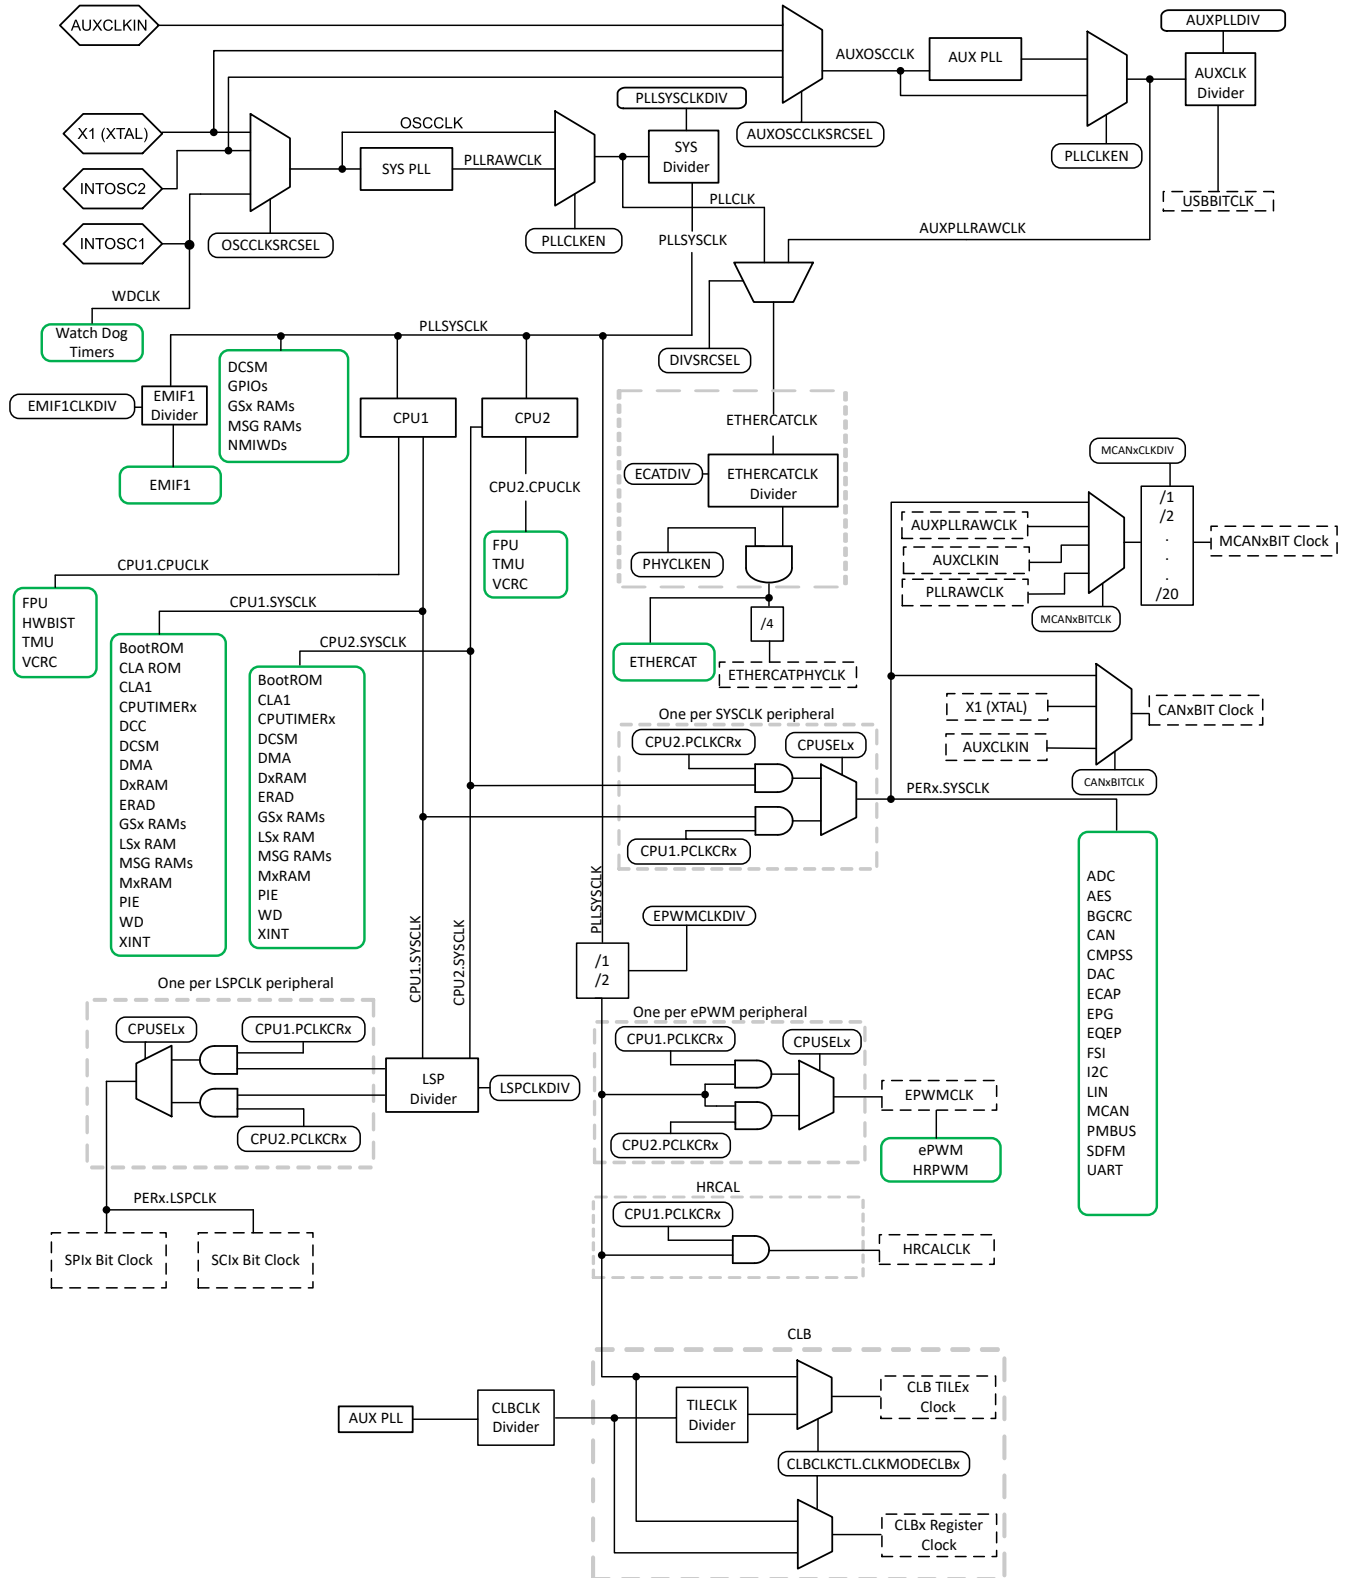 AUXCLKIN
AUXPLLDIV
AUXOSCCLK
AUX PLL
AUXCLK
Divider
PLLSYSCLKDIV
X1 (XTAL)
OSCCLK
AUXOSCCLKSRCSEL
SYS
Divider
PLLCLKEN
SYS PLL
PLLRAWCLK
INTOSC2
PLLCLK
USBBITCLK
INTOSC1
OSCCLKSRCSEL
PLLCLKEN
PLLSYSCLK
AUXPLLRAWCLK
WDCLK
Watch Dog
Timers
PLLSYSCLK
DIVSRCSEL
DCSM
GPIOs
GSx RAMs
MSG RAMs
NMIWDs
EMIF1CLKDIV
EMIF1
Divider
CPU1
CPU2
ETHERCATCLK
EMIF1
CPU2.CPUCLK
ECATDIV
ETHERCATCLK
Divider
MCANxCLKDIV
/1
/2
.
.
.
/20
AUXPLLRAWCLK
MCANxBIT Clock
AUXCLKIN
PLLRAWCLK
MCANxBITCLK
FPU
TMU
VCRC
PHYCLKEN
CPU1.CPUCLK
FPU
HWBIST
TMU
VCRC
CPU1.SYSCLK
/4
CPU2.SYSCLK
ETHERCAT
ETHERCATPHYCLK
BootROM
CLA ROM
CLA1
CPUTIMERx
DCC
DCSM
DMA
DxRAM
ERAD
GSx RAMs
LSx RAM
MSG RAMs
MxRAM
PIE
WD
XINT
BootROM
CLA1
CPUTIMERx
DCSM
DMA
DxRAM
ERAD
GSx RAMs
LSx RAM
MSG RAMs
MxRAM
PIE
WD
XINT
One per SYSCLK peripheral
CPU2.PCLKCRx
CPUSELx
CPU1.PCLKCRx
X1 (XTAL)
CANxBIT Clock
AUXCLKIN
CANxBITCLK
PERx.SYSCLK
ADC
AES
BGCRC
CAN
CMPSS
DAC
ECAP
EPG
EQEP
FSI
I2C
LIN
MCAN
PMBUS
SDFM
UART
PLLSYSCLK
CPU1.SYSCLK
CPU2.SYSCLK
EPWMCLKDIV
/1
/2
One per LSPCLK peripheral
CPUSELx
CPU1.PCLKCRx
CPU2.PCLKCRx
LSP
Divider
LSPCLKDIV
One per ePWM peripheral
CPU1.PCLKCRx
CPUSELx
CPU2.PCLKCRx
EPWMCLK
ePWM
HRPWM
PERx.LSPCLK
SPIx Bit Clock
SCIx Bit Clock
HRCAL
CPU1.PCLKCRx
HRCALCLK
CLB
AUX PLL
CLBCLK
Divider
TILECLK
Divider
CLB TILEx
Clock
CLBCLKCTL.CLKMODECLBx
CLBx Register
Clock